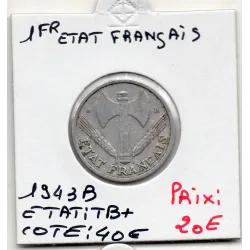 1FR ETAT FRANÇAIS
ETAT FRANÇAIS
1943B
ETAT: TB+
COTE: 40€
PRIX:
20€